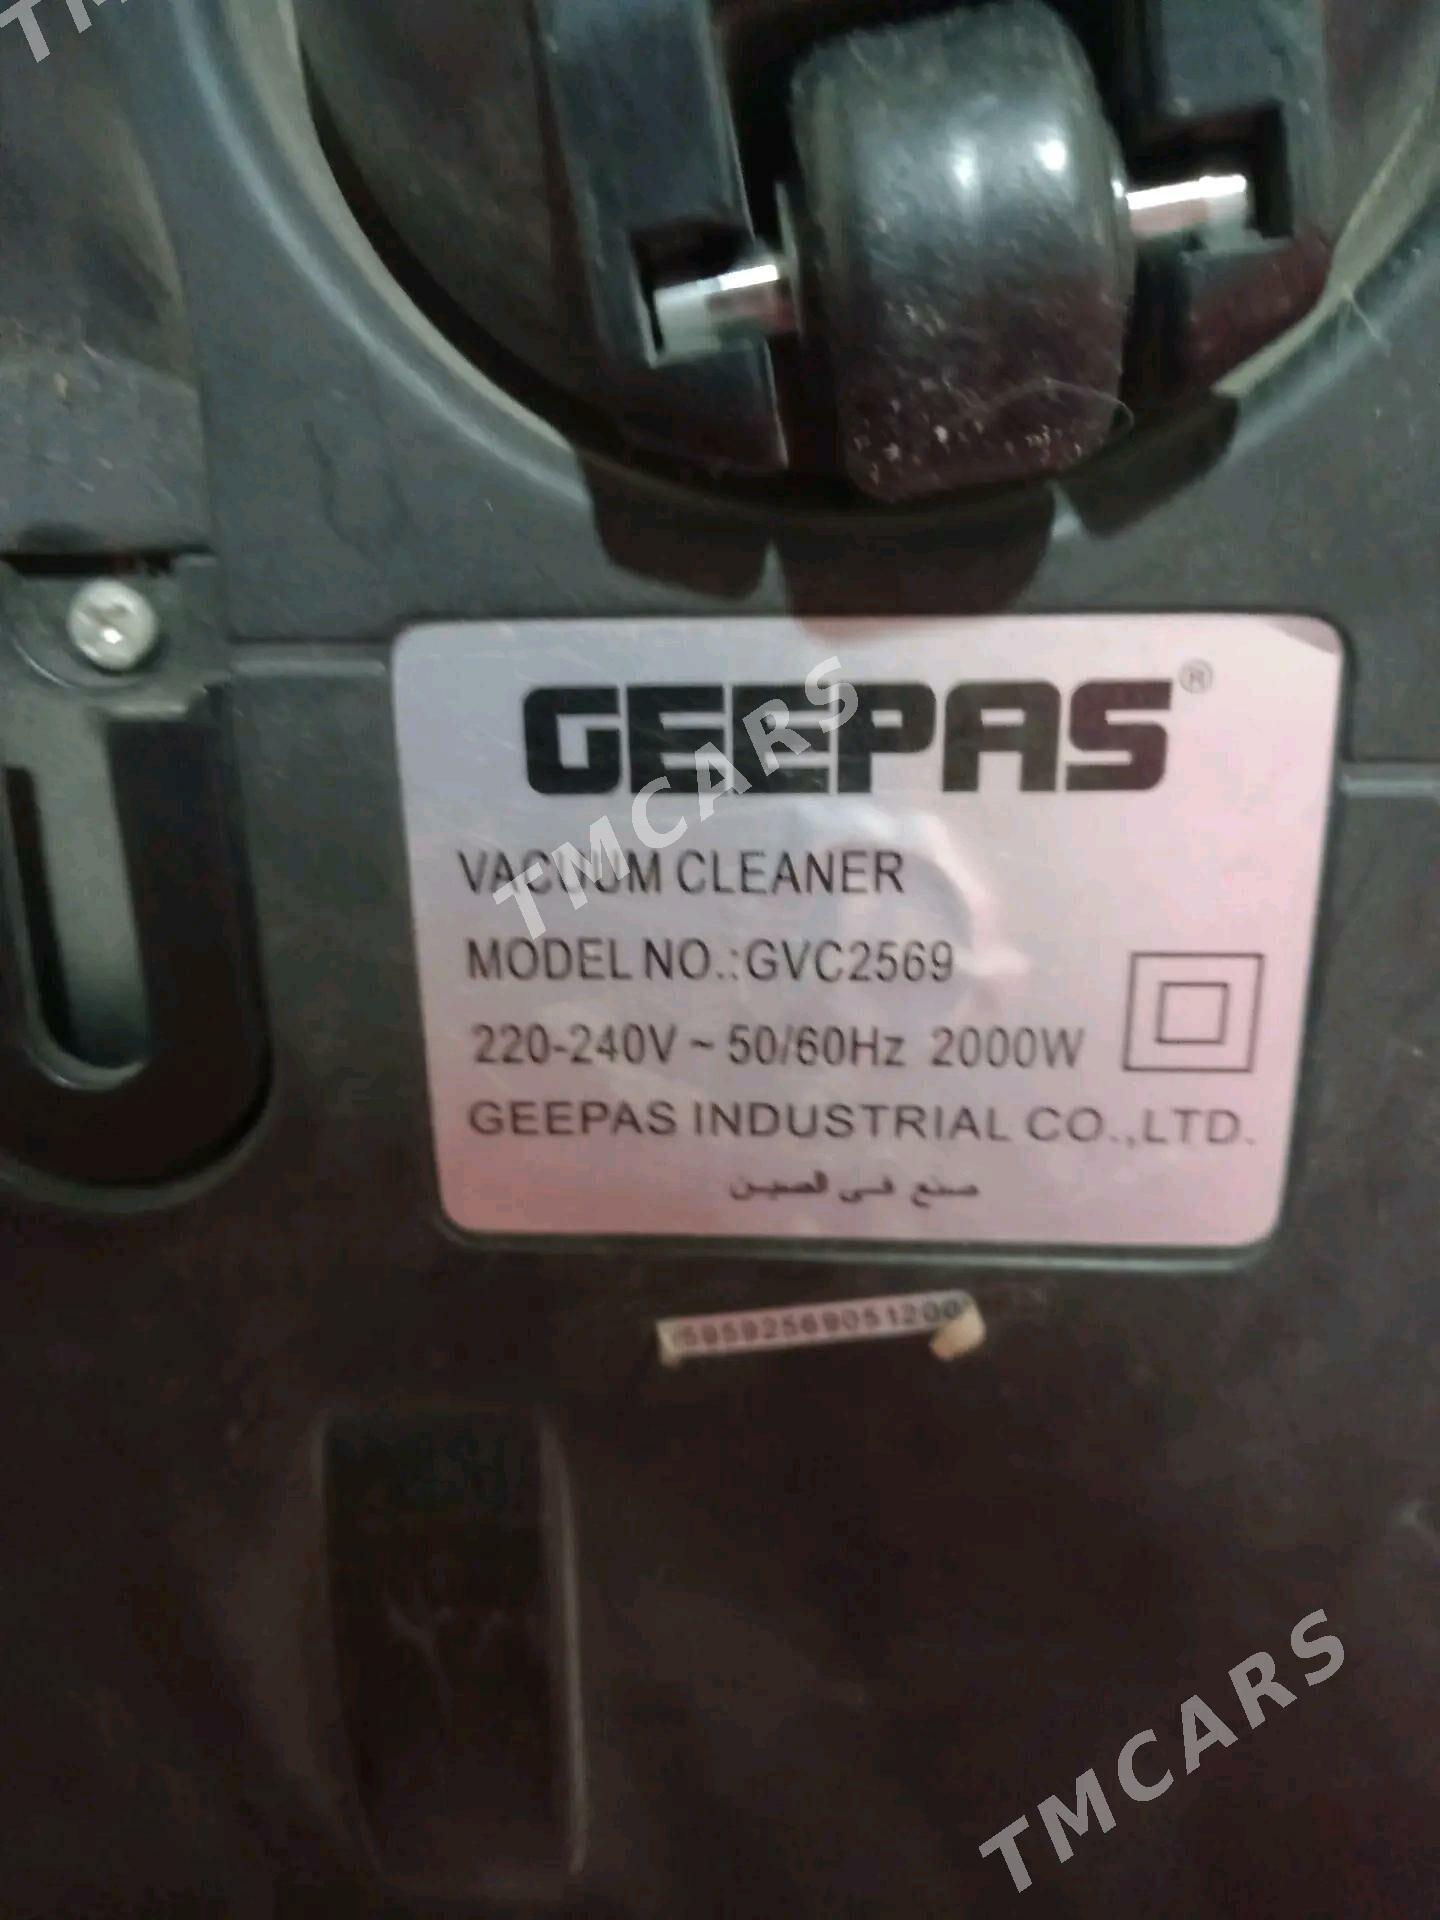 TMCARS
GEEPAS®
TMCARS
VACUUM CLEANER
MODEL NO.:GVC2569
220-240V ~ 50/60Hz 2000W
GEEPAS INDUSTRIAL CO.,LTD.
صنع في الصين
TMCARS